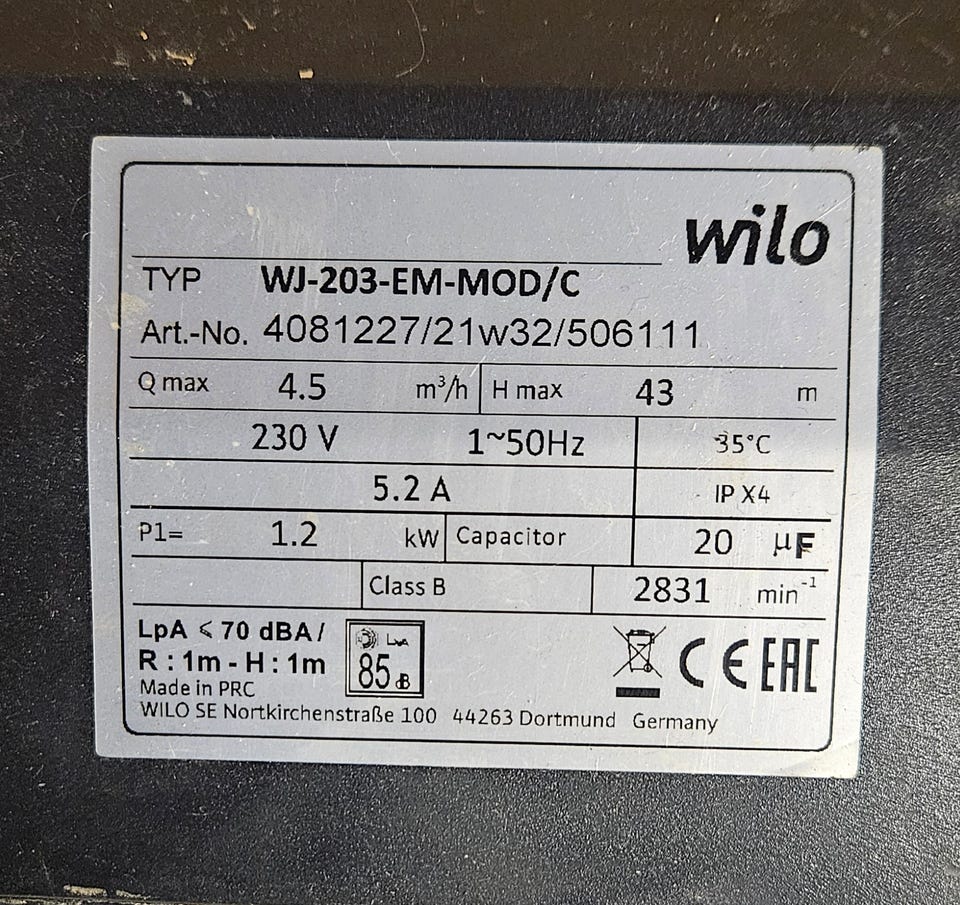 wilo
TYP WJ-203-EM-MOD/C
Art.-No. 4081227/21w32/506111
Q max 4.5 m³/h H max 43 m
230 V 1~50Hz 35°C
5.2 A IP X4
P1= 1.2 kW Capacitor 20 µF
Class B 2831 min⁻¹
LpA ⩽ 70 dBA/
R : 1m - H : 1m
LWA
85 dB
CE EAC
Made in PRC
WILO SE Nortkirchenstraße 100 44263 Dortmund Germany